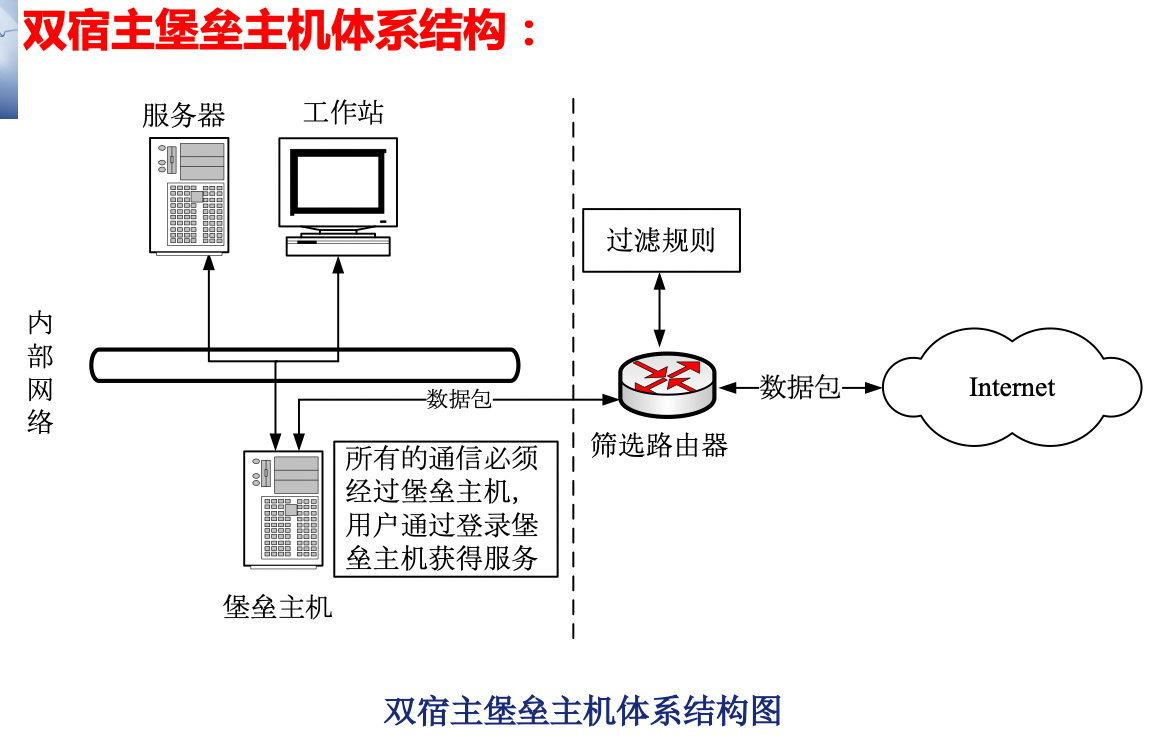 双宿主堡垒主机体系结构：
服务器
工作站
过滤规则
内
部
网
络
数据包
数据包
Internet
筛选路由器
所有的通信必须
经过堡垒主机，
用户通过登录堡
垒主机获得服务
堡垒主机
双宿主堡垒主机体系结构图